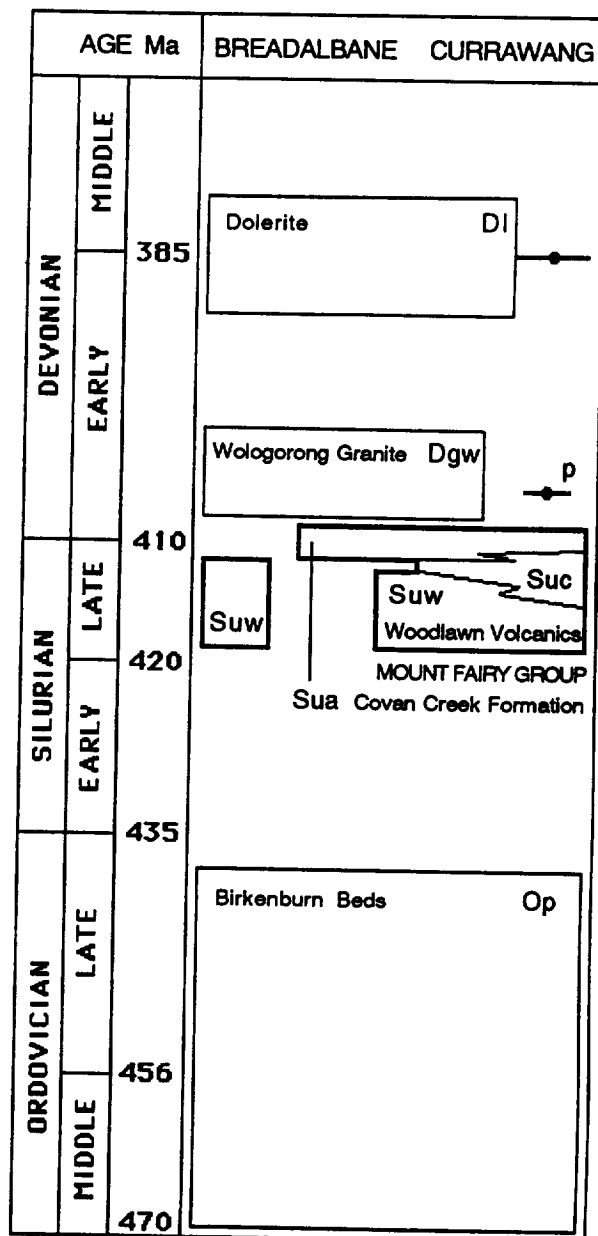 AGE Ma
BREADALBANE CURRAWANG
DEVONIAN
MIDDLE
EARLY
385
Dolerite Dl
Wologorong Granite Dgw
p
410
SILURIAN
LATE
EARLY
Suw
Suw
Suc
Woodlawn Volcanics
420
MOUNT FAIRY GROUP
Sua Covan Creek Formation
435
ORDOVICIAN
LATE
MIDDLE
Birkenburn Beds Op
456
470